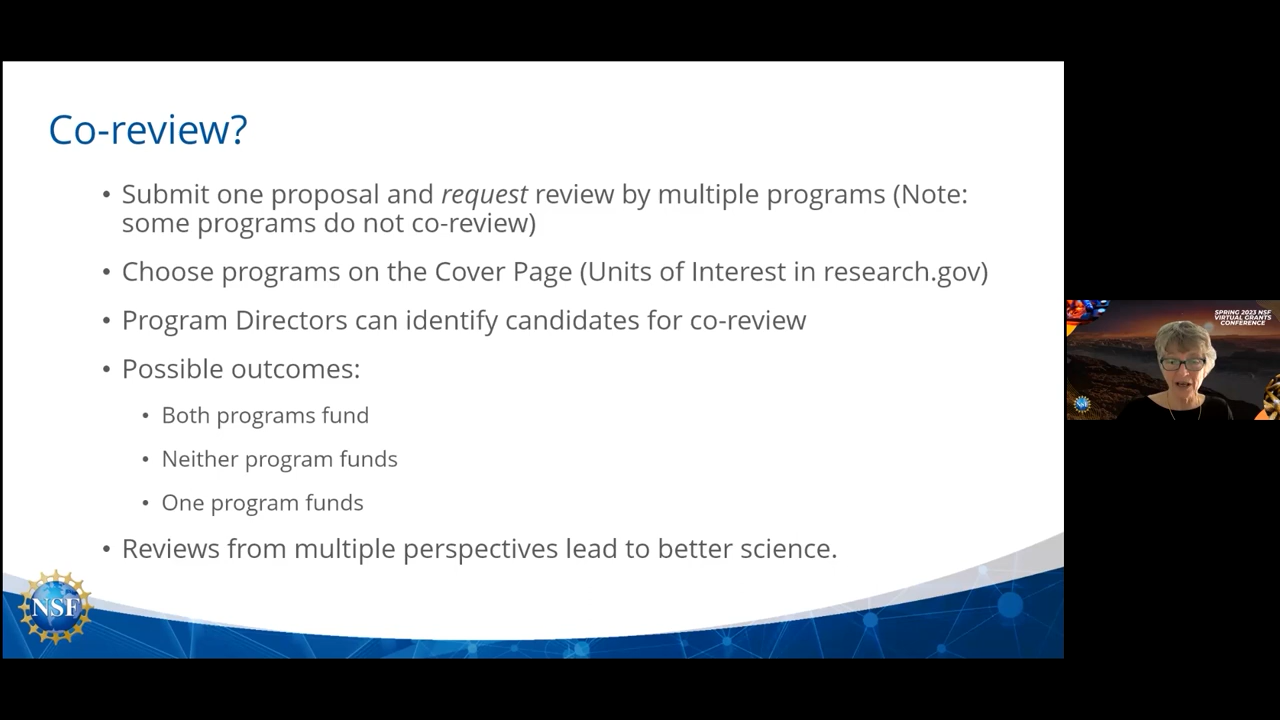 Co-review?
• Submit one proposal and request review by multiple programs (Note:
some programs do not co-review)
• Choose programs on the Cover Page (Units of Interest in research.gov)
• Program Directors can identify candidates for co-review
• Possible outcomes:
• Both programs fund
• Neither program funds
• One program funds
• Reviews from multiple perspectives lead to better science.
NSF
SPRING 2023 NSF
VIRTUAL GRANTS
CONFERENCE
NSF